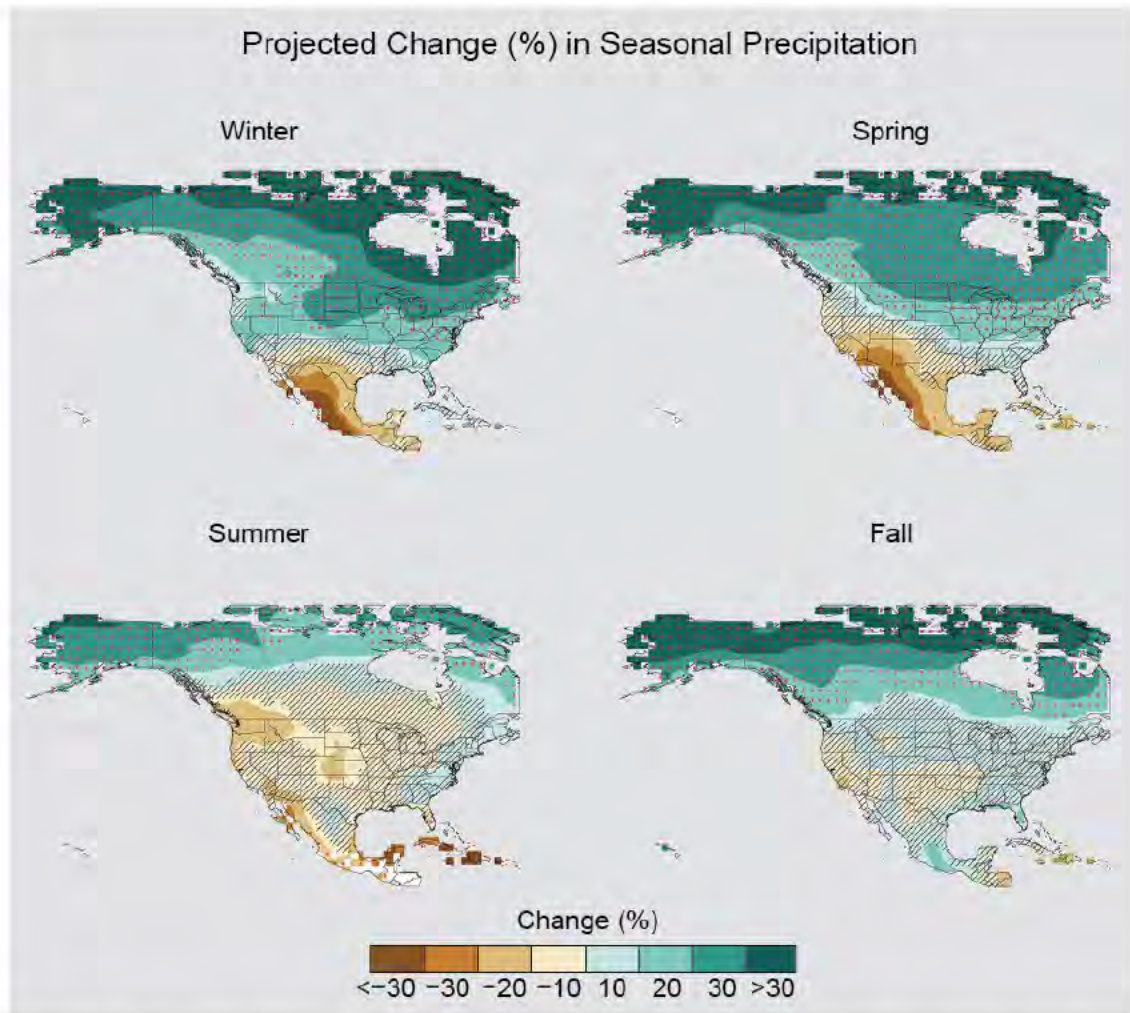 Projected Change (%) in Seasonal Precipitation
Winter
Spring
Summer
Fall
Change (%)
<−30 −30 −20 −10 10 20 30 >30